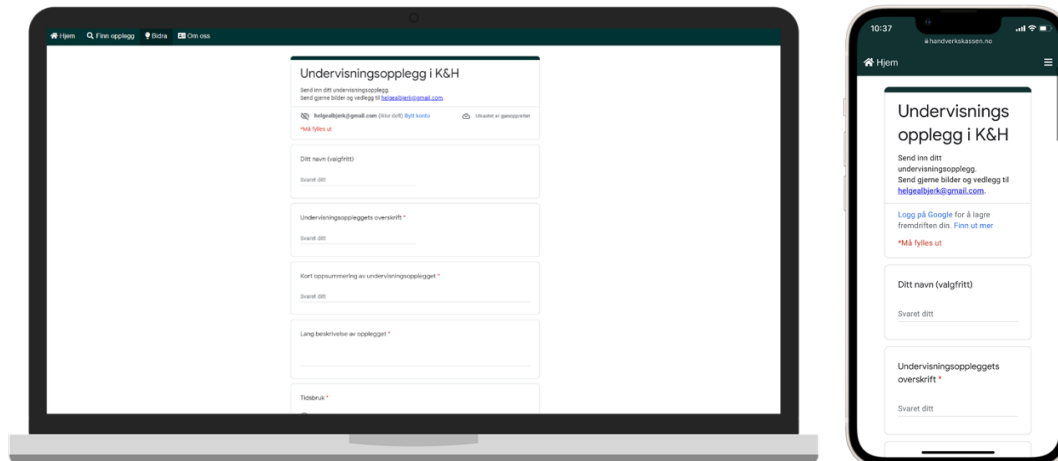 Hjem Finn opplegg Bidra Om oss
Undervisningsopplegg i K&H
Send inn ditt undervisningsopplegg.
Send gjerne bilder og vedlegg til helgealbjerk@gmail.com.
helgealbjerk@gmail.com (ikke delt) Bytt konto
Utkastet er gjenopprettet
*Må fylles ut
Ditt navn (valgfritt)
Svaret ditt
Undervisningsoppleggets overskrift *
Svaret ditt
Kort oppsummering av undervisningsopplegget *
Svaret ditt
Lang beskrivelse av opplegget *
Tidsbruk *
10:37
handverkskassen.no
Hjem
Undervisnings
opplegg i K&H
Send inn ditt
undervisningsopplegg.
Send gjerne bilder og vedlegg til
helgealbjerk@gmail.com.
Logg på Google for å lagre
fremdriften din. Finn ut mer
*Må fylles ut
Ditt navn (valgfritt)
Svaret ditt
Undervisningsoppleggets
overskrift *
Svaret ditt